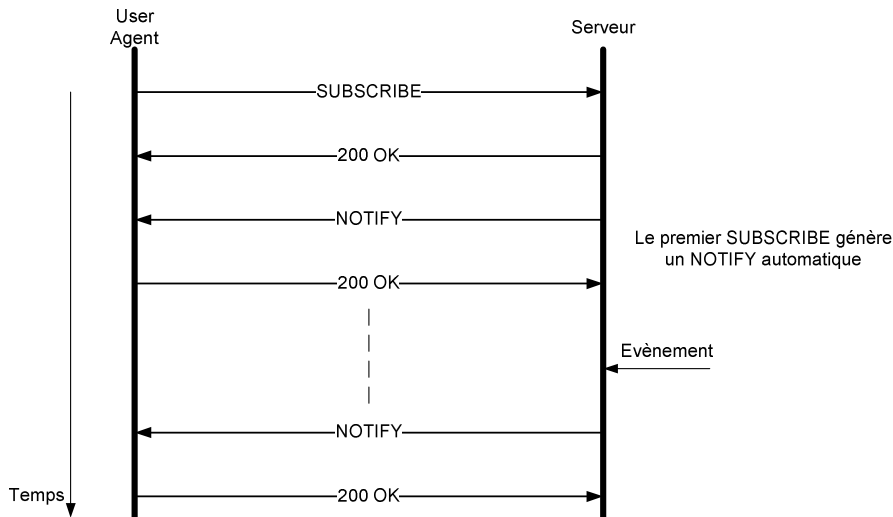 User
Agent
Serveur
SUBSCRIBE
200 OK
NOTIFY
Le premier SUBSCRIBE génère
un NOTIFY automatique
200 OK
Evènement
NOTIFY
Temps
200 OK